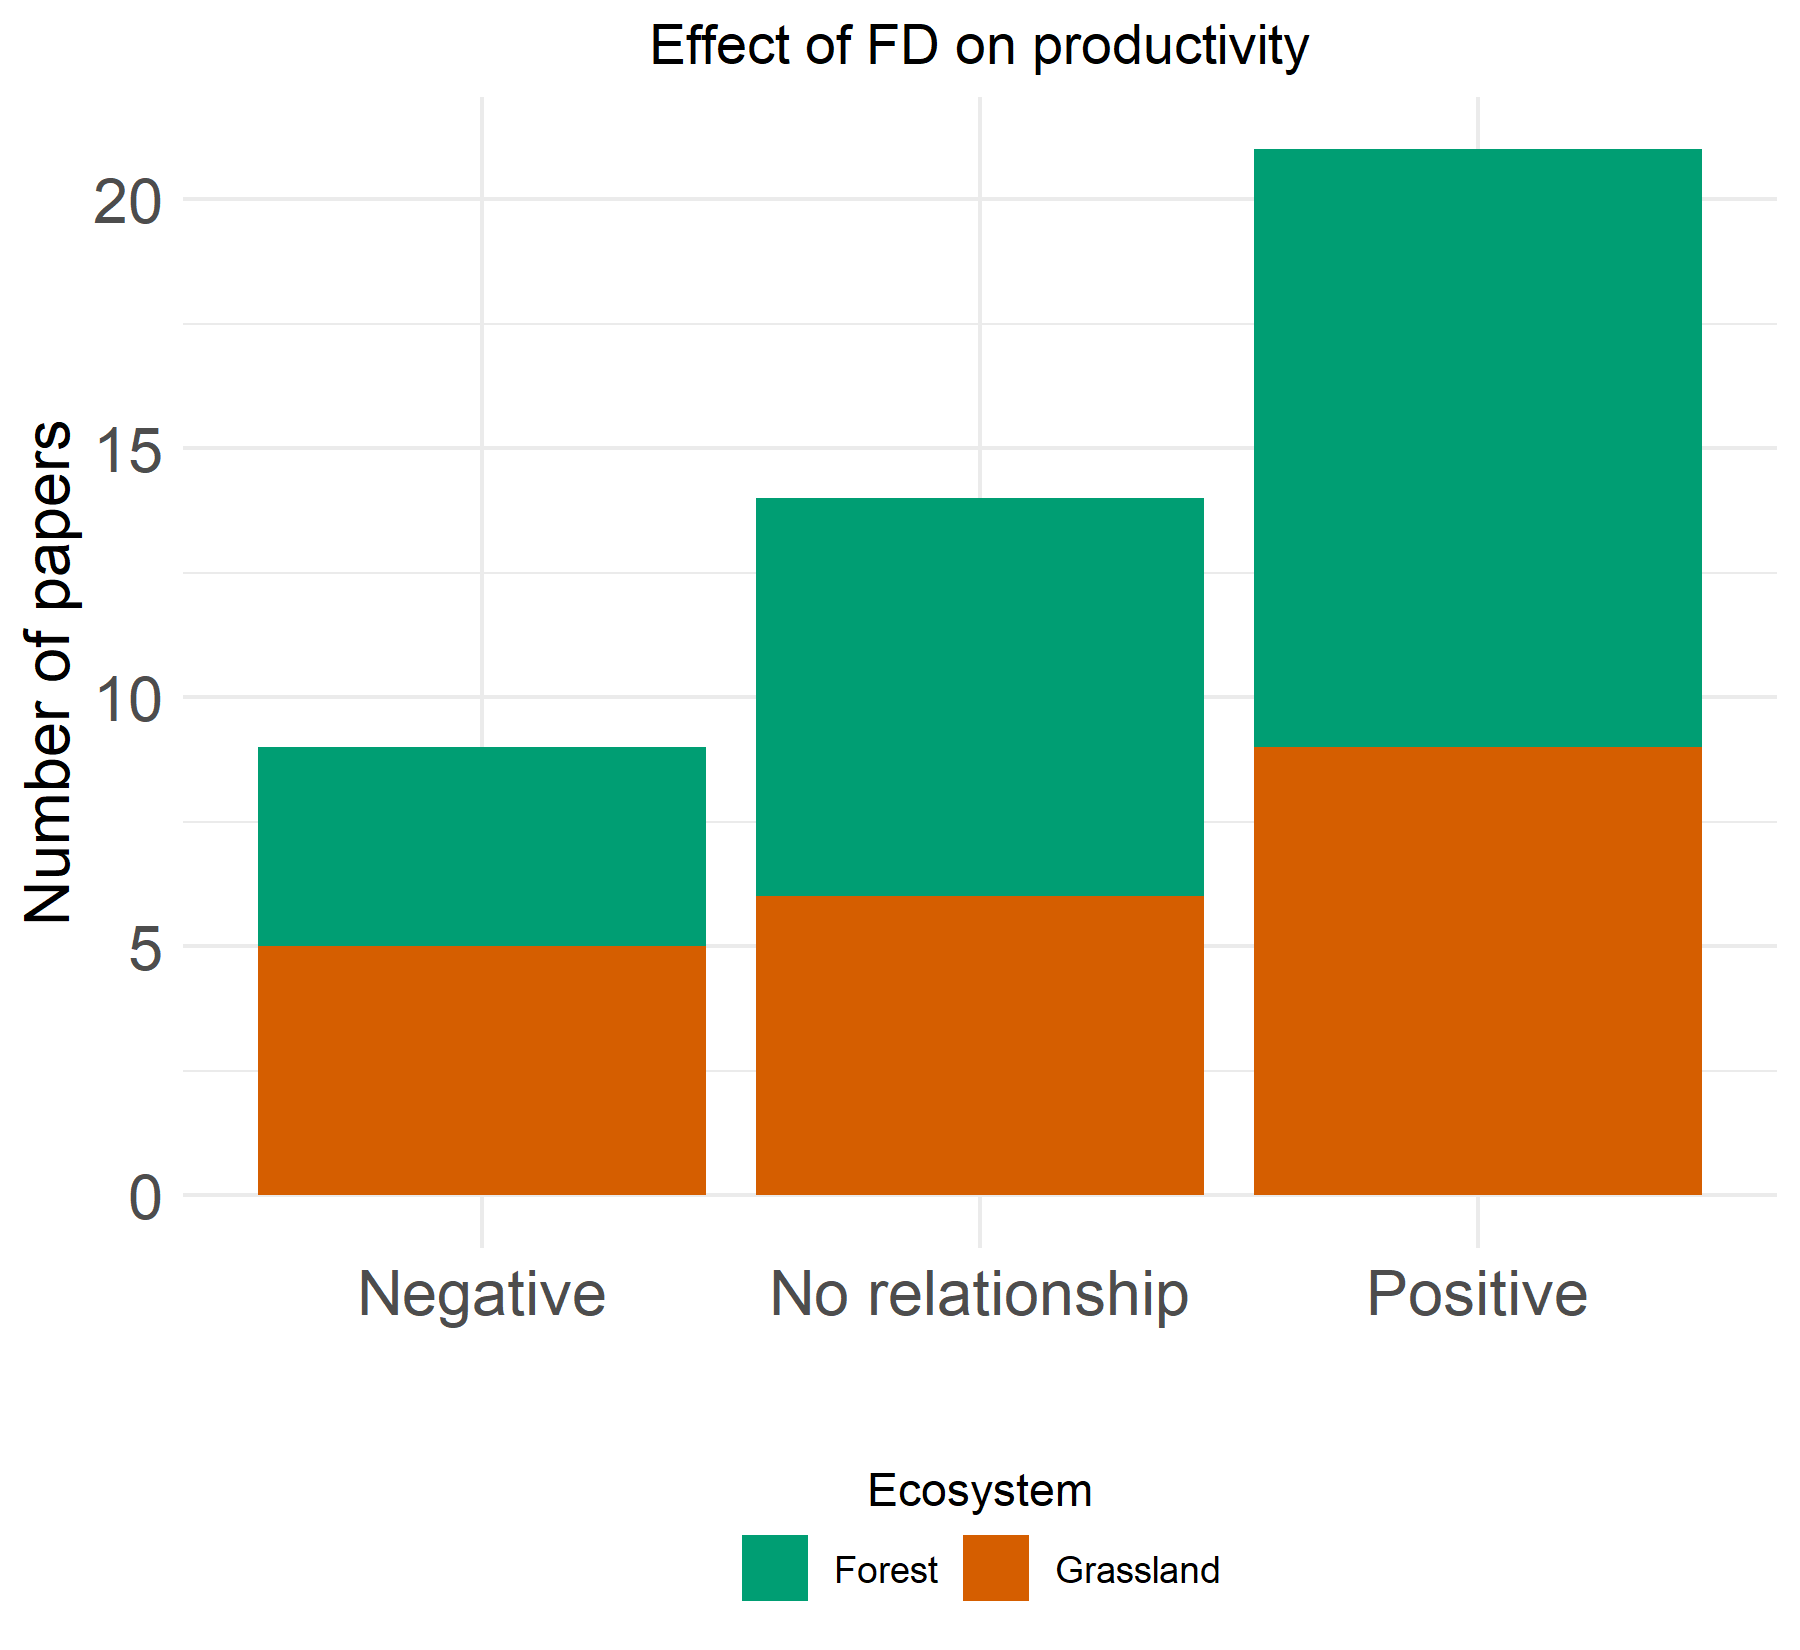 Effect of FD on productivity
Number of papers
20
15
10
5
0
Negative
No relationship
Positive
Ecosystem
Forest
Grassland